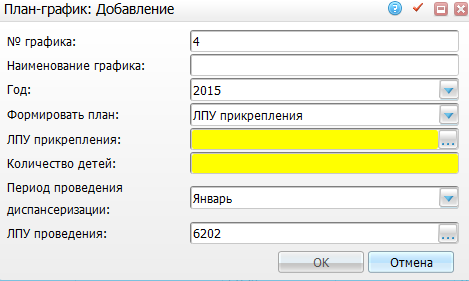 План-график: Добавление
№ графика: 4
Наименование графика:
Год: 2015
Формировать план: ЛПУ прикрепления
ЛПУ прикрепления: ...
Количество детей:
Период проведения
диспансеризации: Январь
ЛПУ проведения: 6202 ...
OK Отмена